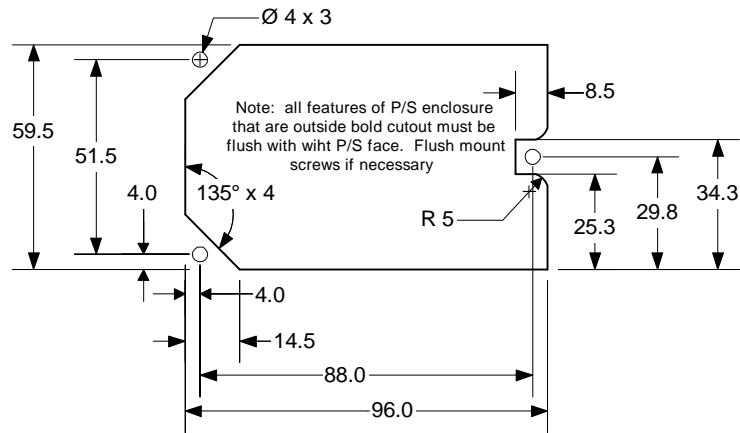 Ø 4 x 3
8.5
Note: all features of P/S enclosure
that are outside bold cutout must be
flush with wiht P/S face. Flush mount
screws if necessary
59.5
51.5
4.0
135° x 4
R 5
34.3
29.8
25.3
4.0
14.5
88.0
96.0